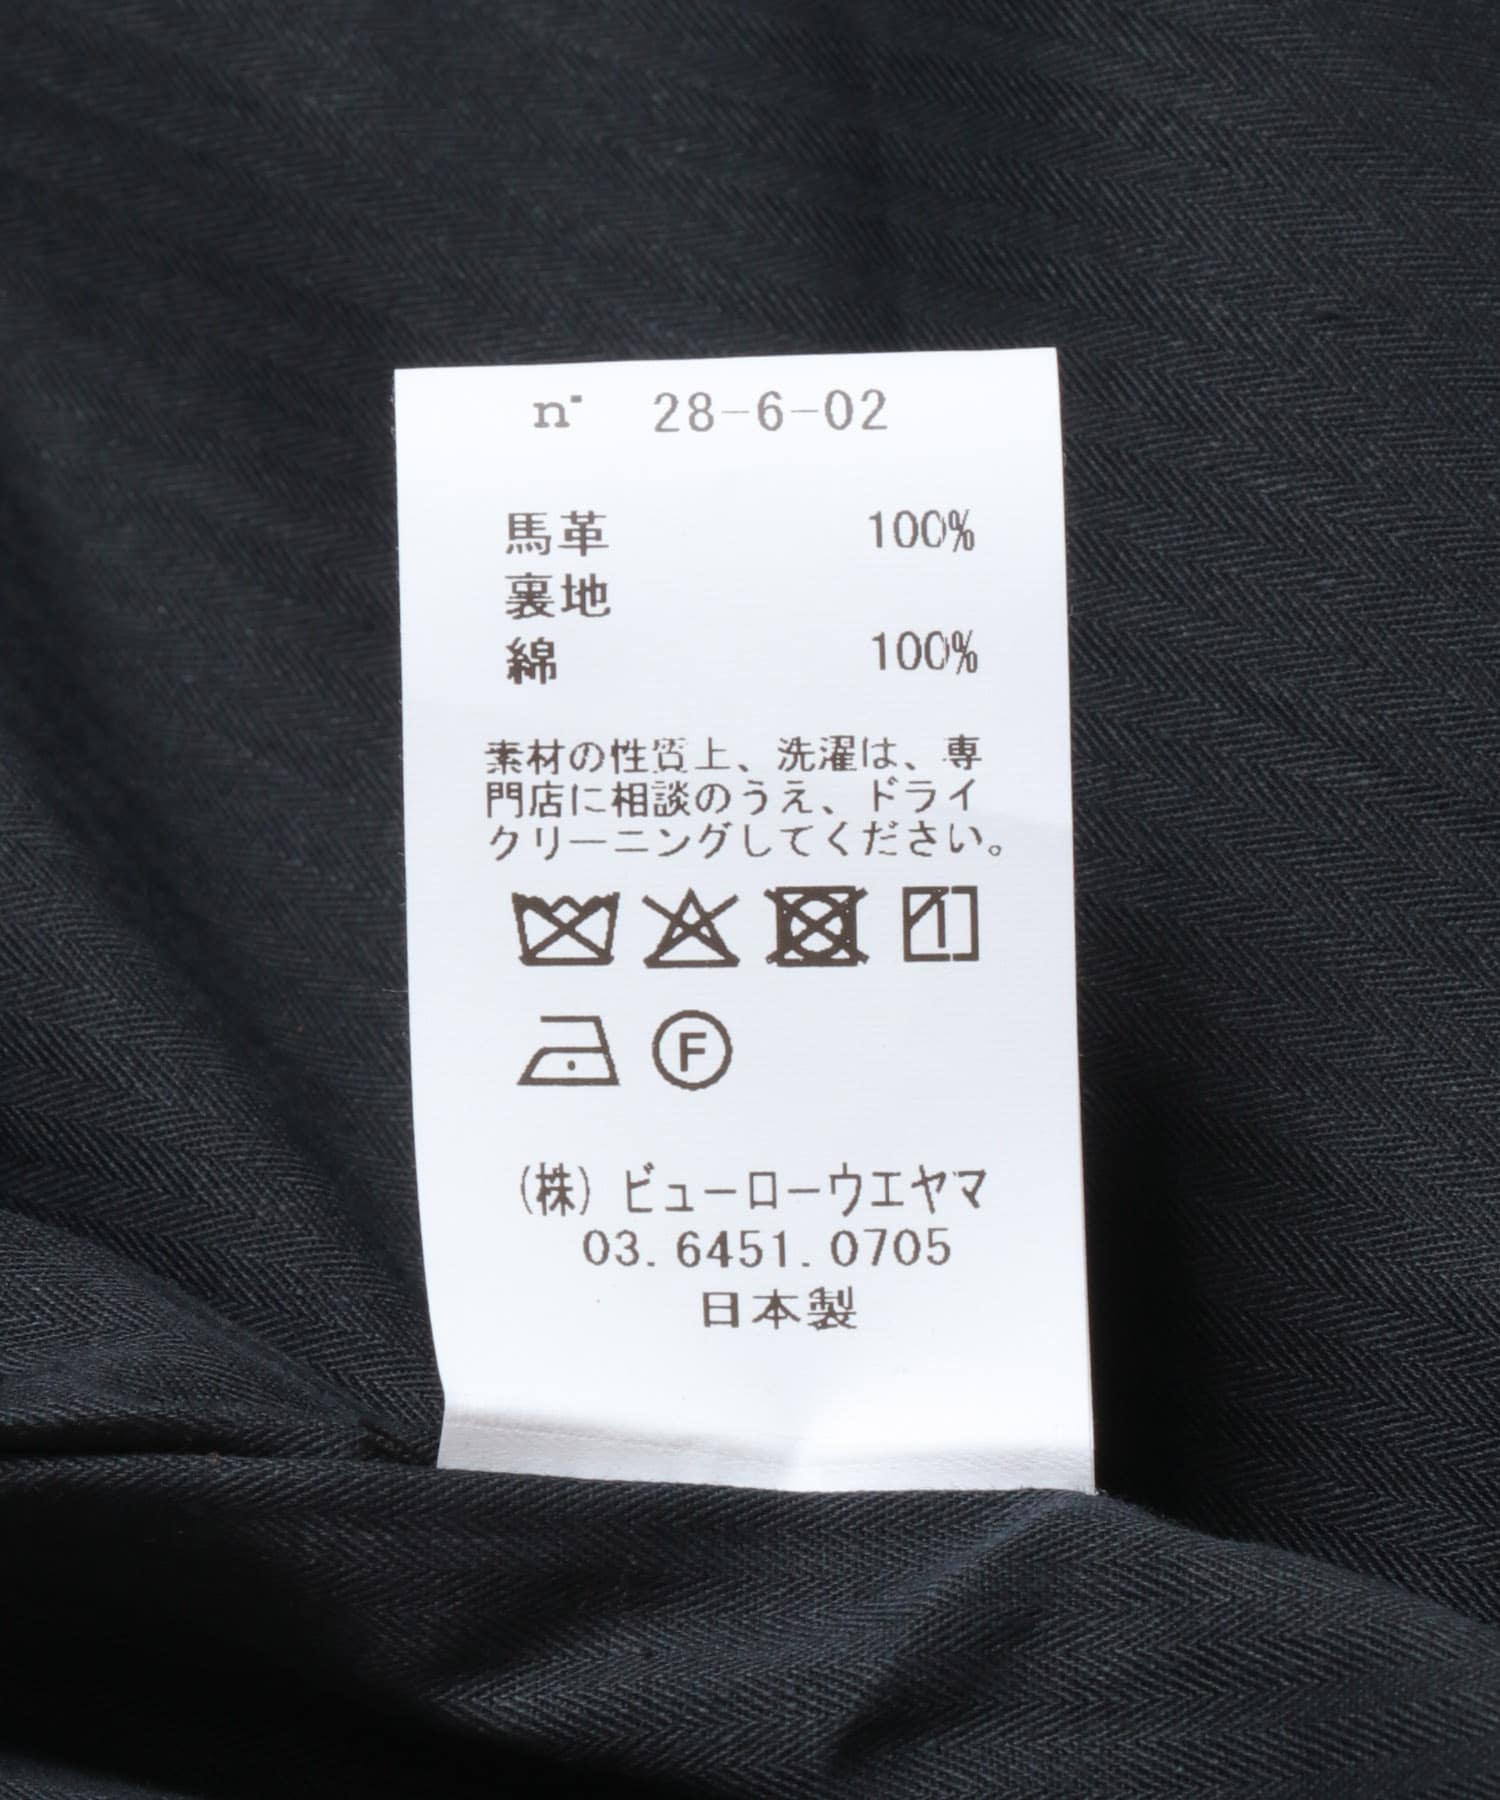 n° 28-6-02
馬革 100%
裏地
綿 100%
素材の性質上、洗濯は、専
門店に相談のうえ、ドライ
クリーニングしてください。
F
(株) ビューローウエヤマ
03. 6451. 0705
日本製